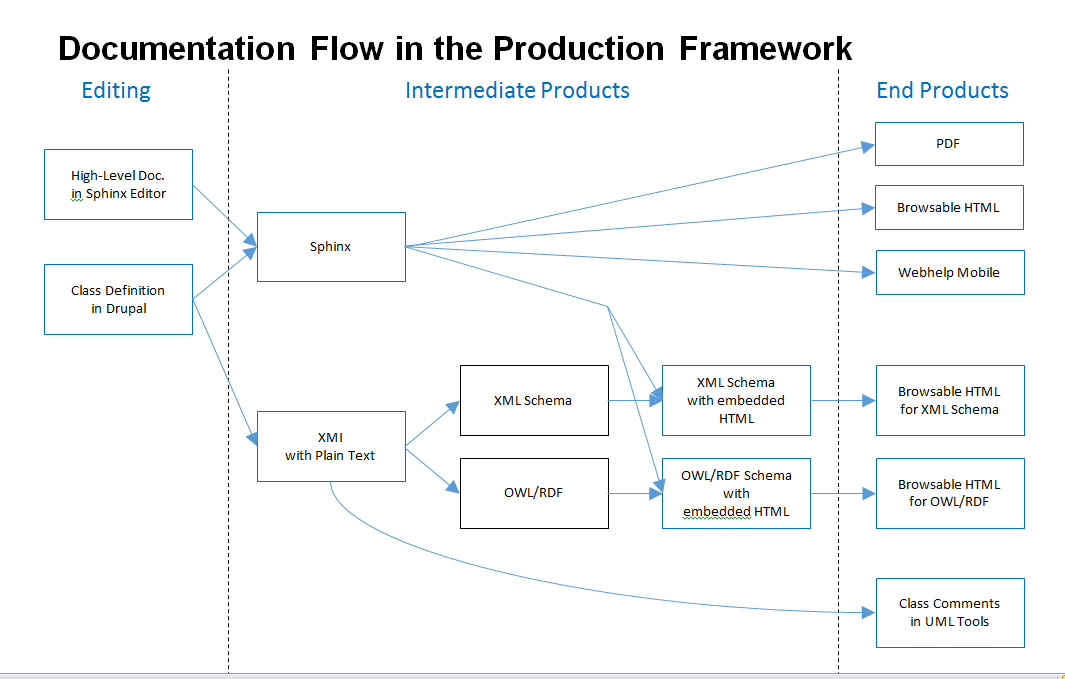 Documentation Flow in the Production Framework
Editing
Intermediate Products
End Products
High-Level Doc.
in Sphinx Editor
Class Definition
in Drupal
Sphinx
XMI
with Plain Text
XML Schema
OWL/RDF
XML Schema
with embedded
HTML
OWL/RDF Schema
with
embedded HTML
PDF
Browsable HTML
Webhelp Mobile
Browsable HTML
for XML Schema
Browsable HTML
for OWL/RDF
Class Comments
in UML Tools